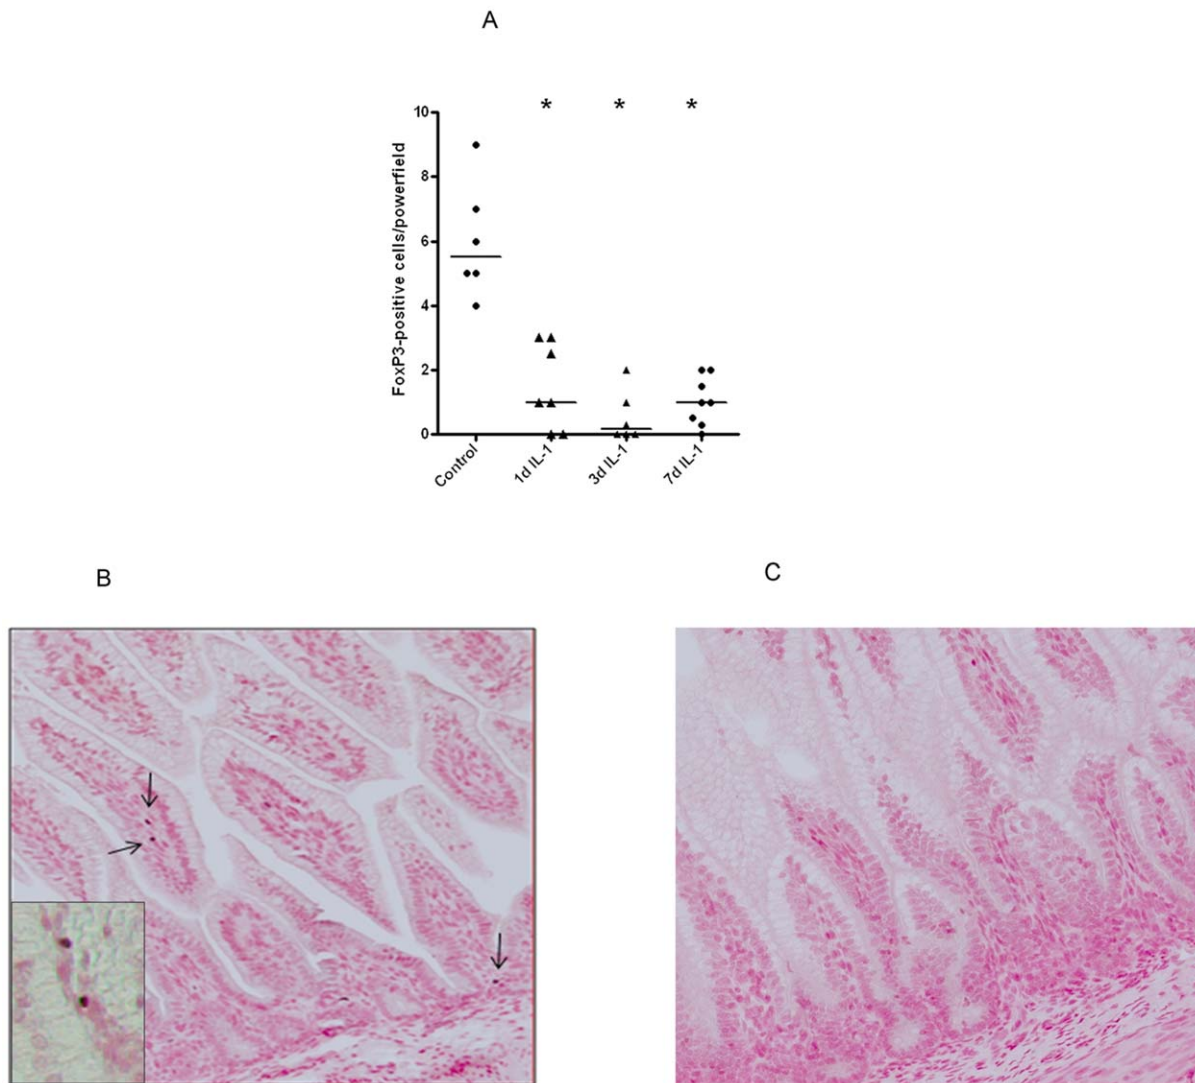 A
* * *
10
8
6
4
2
0
FoxP3-positive cells/powerfield
Control
1d IL-1
3d IL-1
7d IL-1
B
C